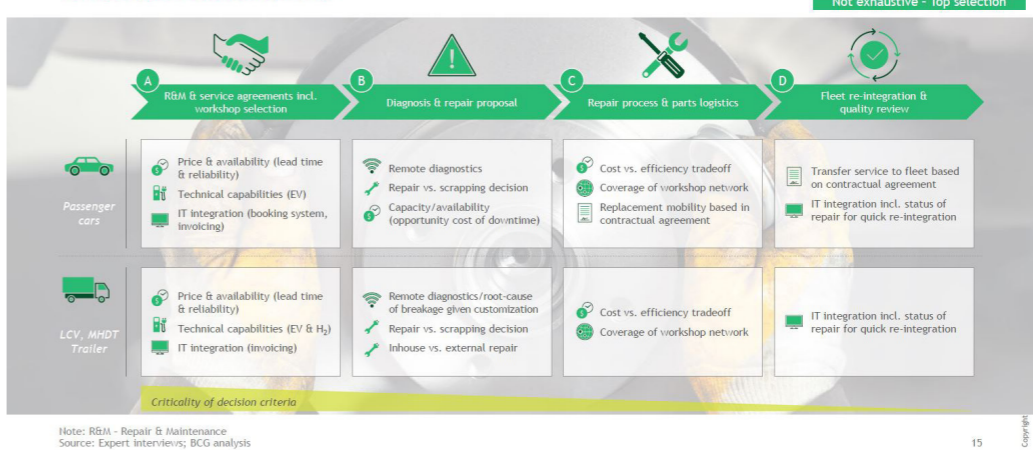 Not exhaustive – Top selection
A
R&M & service agreements incl.
workshop selection
B
Diagnosis & repair proposal
C
Repair process & parts logistics
D
Fleet re-integration &
quality review
Passenger
cars
Price & availability (lead time
& reliability)
Technical capabilities (EV)
IT integration (booking system,
invoicing)
Remote diagnostics
Repair vs. scrapping decision
Capacity/availability
(opportunity cost of downtime)
Cost vs. efficiency tradeoff
Coverage of workshop network
Replacement mobility based in
contractual agreement
Transfer service to fleet based
on contractual agreement
IT integration incl. status of
repair for quick re-integration
LCV, MHDT
Trailer
Price & availability (lead time
& reliability)
Technical capabilities (EV & H₂)
IT integration (invoicing)
Remote diagnostics/root-cause
of breakage given customization
Repair vs. scrapping decision
Inhouse vs. external repair
Cost vs. efficiency tradeoff
Coverage of workshop network
IT integration incl. status of
repair for quick re-integration
Criticality of decision criteria
Note: R&M - Repair & Maintenance
Source: Expert interviews; BCG analysis
15
Copyright